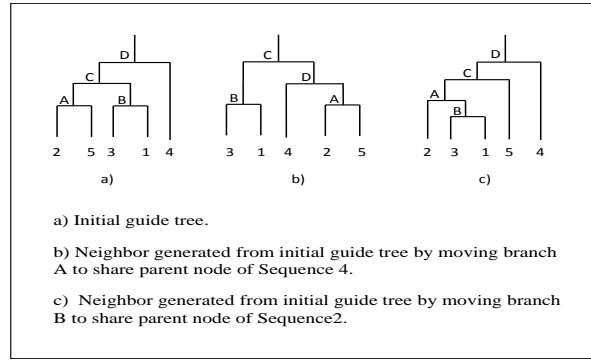 D
C
A
B
2 5 3 1 4
a)
C
D
B
A
3 1 4 2 5
b)
D
C
A
B
2 3 1 5 4
c)
a) Initial guide tree.
b) Neighbor generated from initial guide tree by moving branch
A to share parent node of Sequence 4.
c) Neighbor generated from initial guide tree by moving branch
B to share parent node of Sequence2.